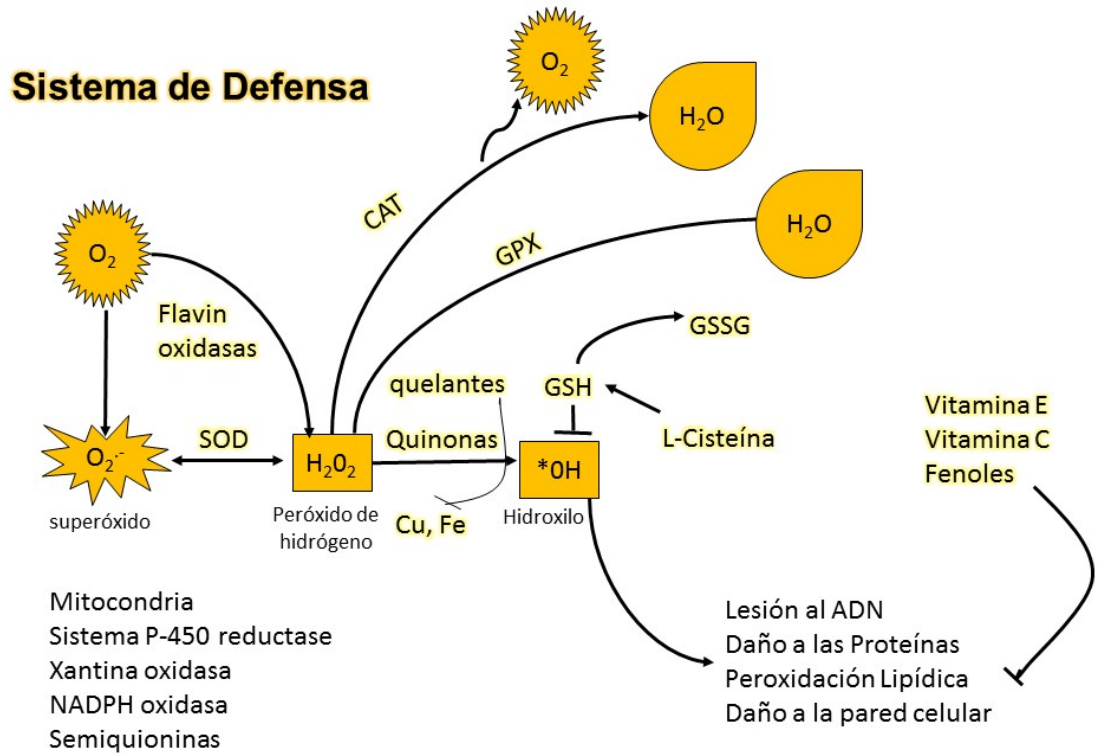 Sistema de Defensa
O₂
H₂O
CAT
H₂O
GPX
O₂
Flavin
oxidasas
GSSG
quelantes
GSH
L-Cisteína
Vitamina E
Vitamina C
Fenoles
O₂·-
SOD
H₂0₂
Quinonas
*0H
superóxido
Peróxido de
hidrógeno
Cu, Fe
Hidroxilo
Mitocondria
Sistema P-450 reductase
Xantina oxidasa
NADPH oxidasa
Semiquioninas
Lesión al ADN
Daño a las Proteínas
Peroxidación Lipídica
Daño a la pared celular